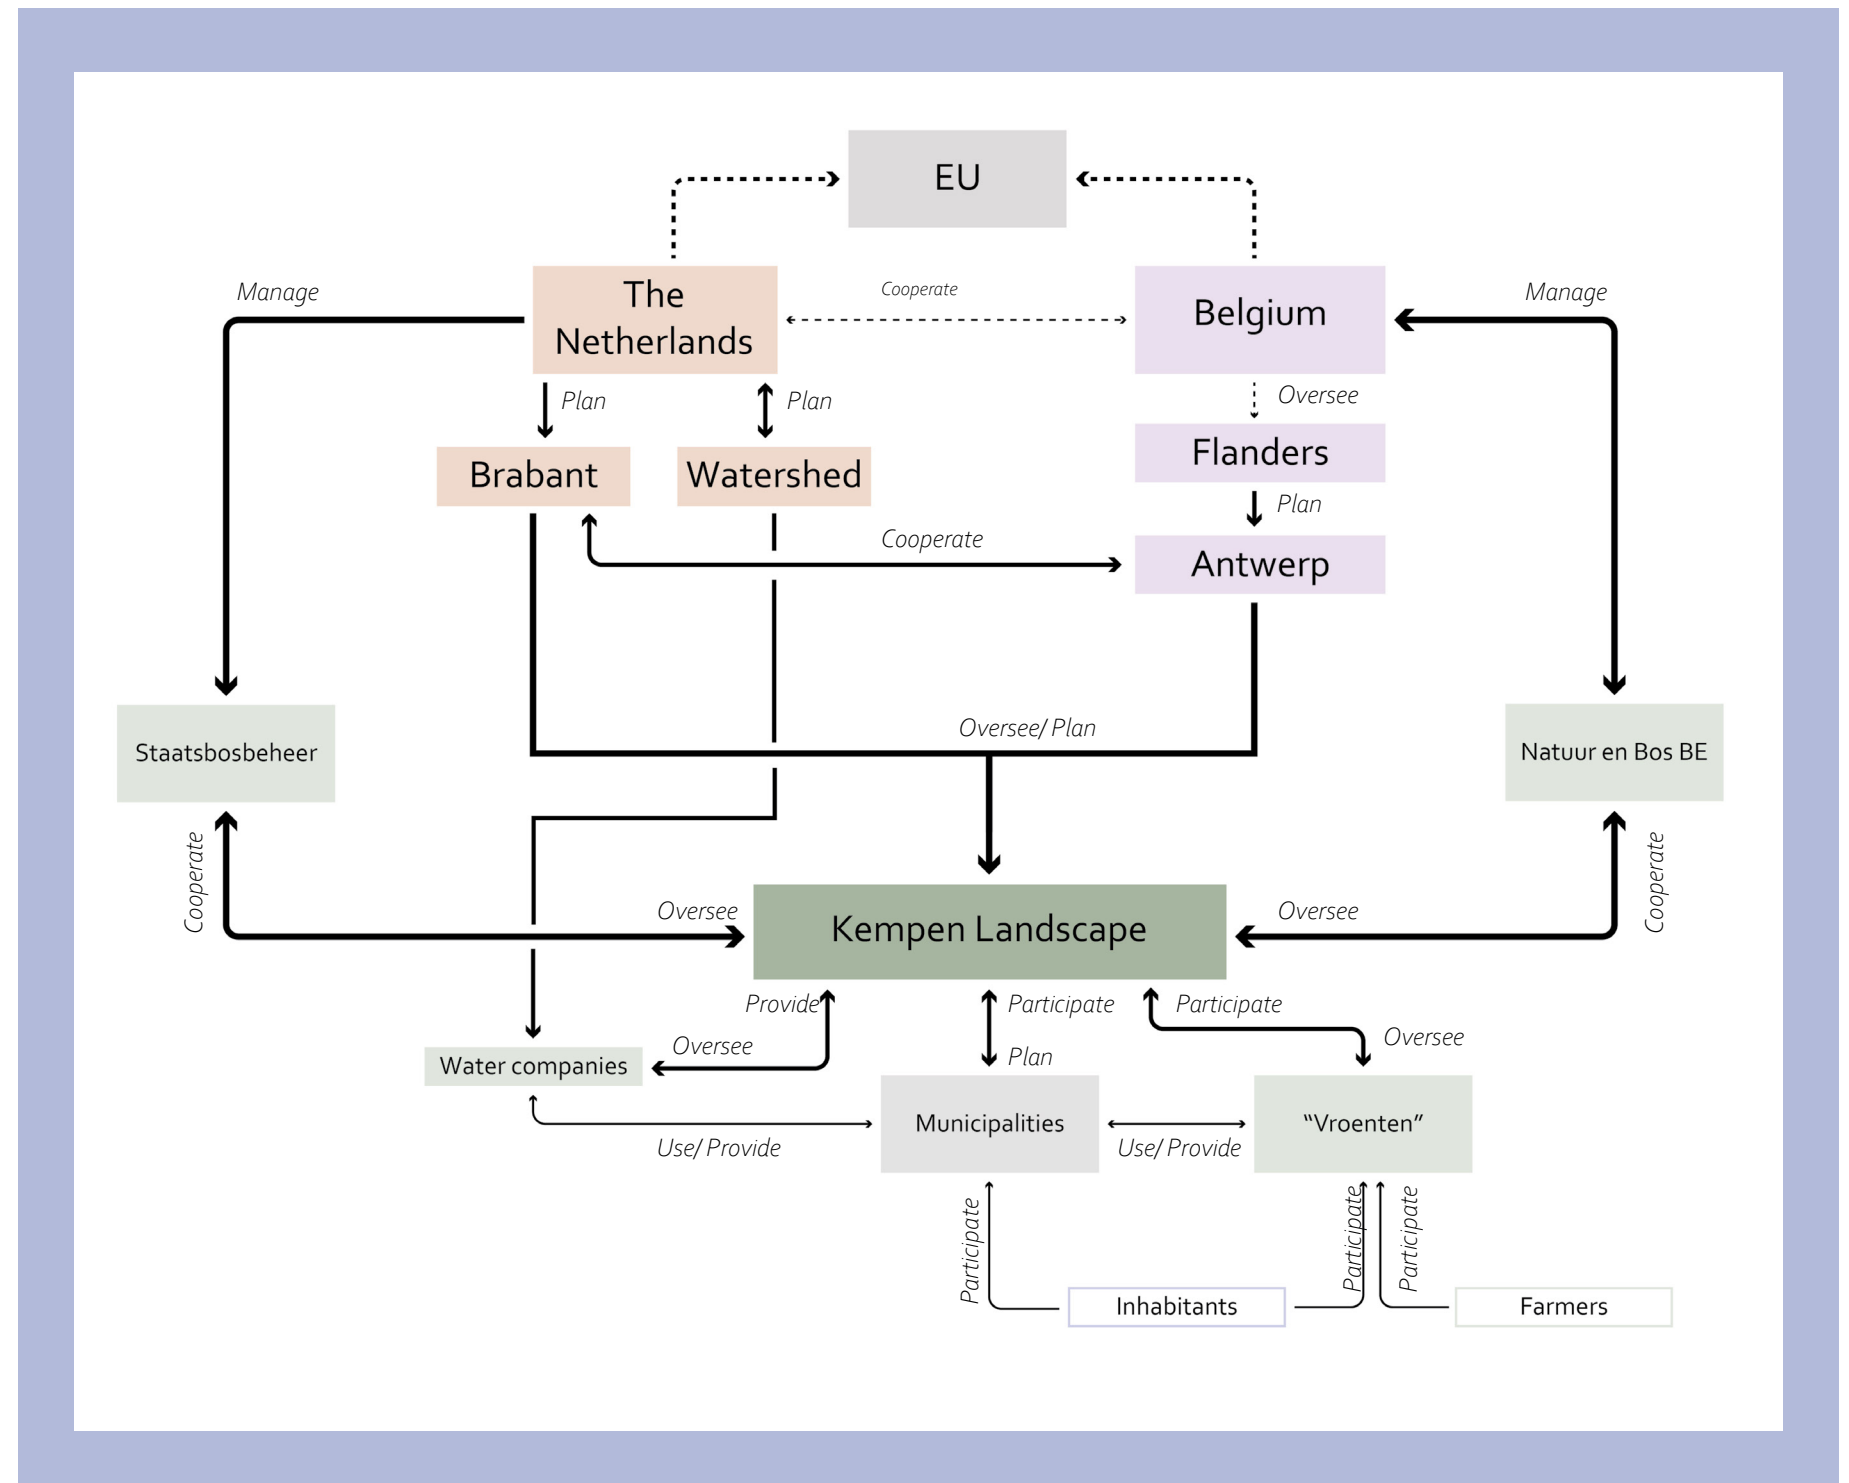 EU
Manage
The
Netherlands
Cooperate
Belgium
Manage
Plan
Plan
Oversee
Brabant
Watershed
Flanders
Plan
Cooperate
Antwerp
Oversee/ Plan
Staatsbosbeheer
Natuur en Bos BE
Cooperate
Cooperate
Oversee
Kempen Landscape
Oversee
Provide
Participate
Participate
Oversee
Oversee
Plan
Water companies
Municipalities
“Vroenten”
Use/ Provide
Use/ Provide
Participate
Participate
Participate
Inhabitants
Farmers